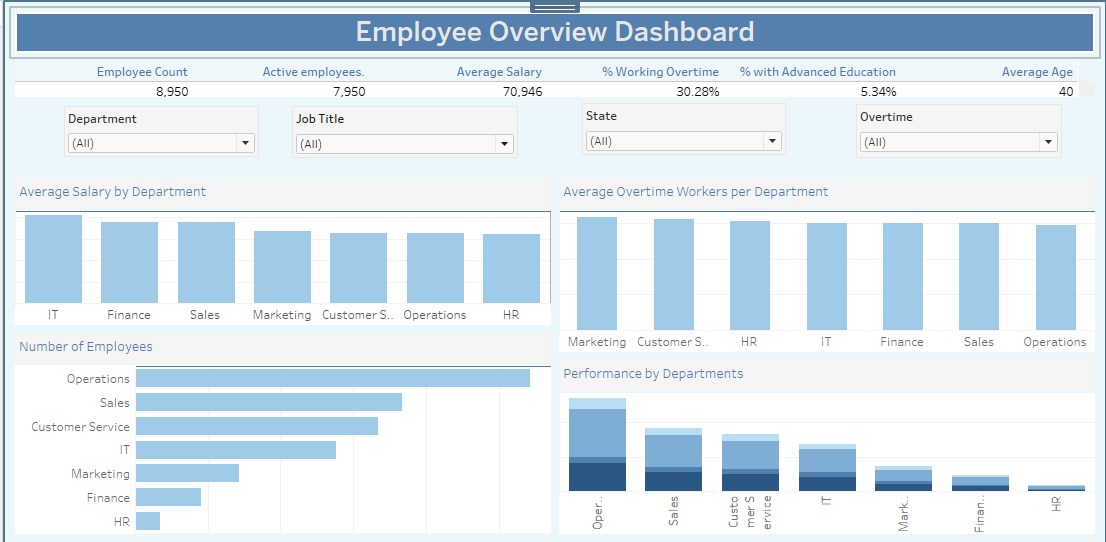 Employee Overview Dashboard
Employee Count Active employees. Average Salary % Working Overtime % with Advanced Education Average Age
8,950 7,950 70,946 30.28% 5.34% 40
Department Job Title State Overtime
(All) (All) (All) (All)
Average Salary by Department
IT Finance Sales Marketing Customer S.. Operations HR
Average Overtime Workers per Department
Marketing Customer S.. HR IT Finance Sales Operations
Number of Employees
Operations
Sales
Customer Service
IT
Marketing
Finance
HR
Performance by Departments
Oper..
Sales
Custo
mer S
ervice
IT
Mark..
Finan..
HR